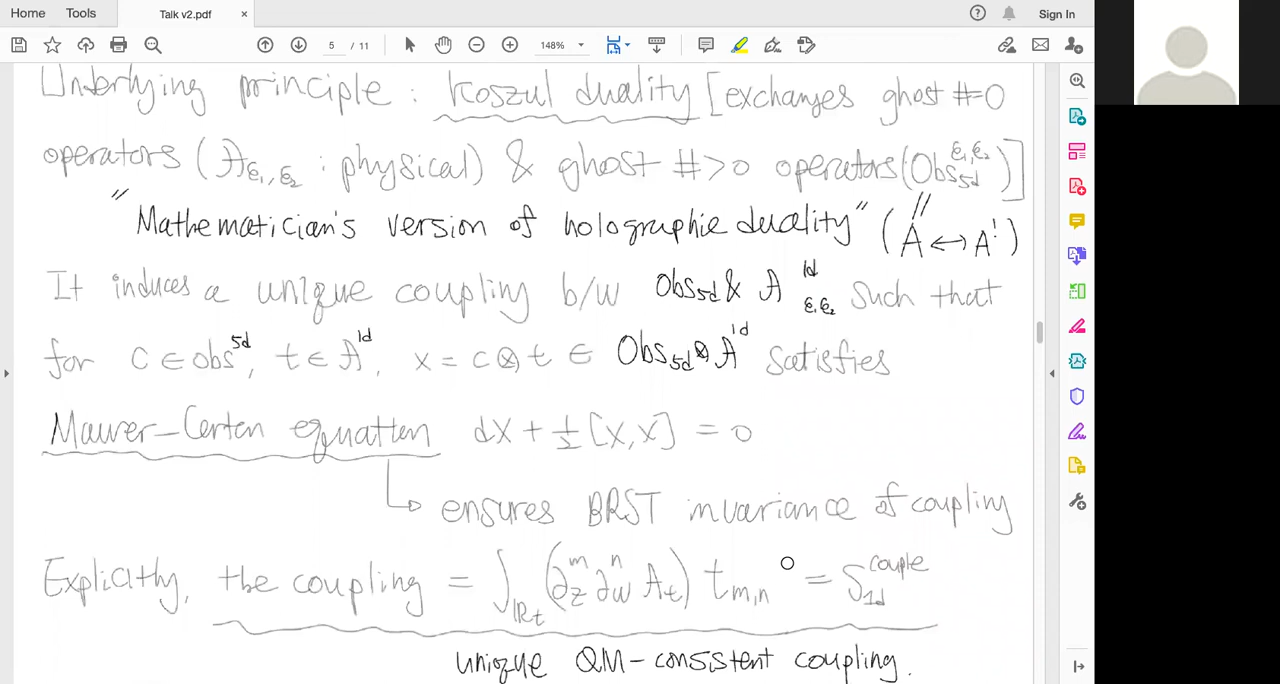 Home Tools Talk v2.pdf × Sign In
5 / 11 148%
Underlying principle : Koszul duality [exchanges ghost #=0
operators (A_{ε1,ε2} : physical) & ghost #>0 operators (Obs_{5d}^{ε1,ε2})]
"Mathematician's version of holographic duality" (A ↔ A^!)
It induces a unique coupling b/w Obs_{5d} & A^{1d}_{ε1,ε2} such that
for c ∈ obs^{5d}, t ∈ A^{1d}, x = c ⊗ t ∈ Obs_{5d} ⊗ A^{1d} satisfies
Maurer-Cartan equation dX + 1/2 [X, X] = 0
↳ ensures BRST invariance of coupling
Explicitly, the coupling = ∫_{ℝ_t} (∂_z^m ∂_w^n A_t) t_{m,n} = S_{1d}^{couple}
unique QM-consistent coupling.